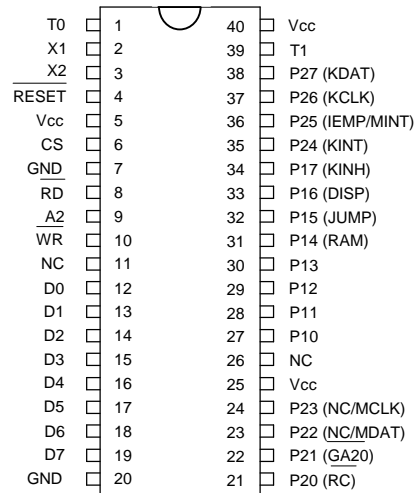 T0 1 40 Vcc
X1 2 39 T1
X2 3 38 P27 (KDAT)
RESET 4 37 P26 (KCLK)
Vcc 5 36 P25 (IEMP/MINT)
CS 6 35 P24 (KINT)
GND 7 34 P17 (KINH)
RD 8 33 P16 (DISP)
A2 9 32 P15 (JUMP)
WR 10 31 P14 (RAM)
NC 11 30 P13
D0 12 29 P12
D1 13 28 P11
D2 14 27 P10
D3 15 26 NC
D4 16 25 Vcc
D5 17 24 P23 (NC/MCLK)
D6 18 23 P22 (NC/MDAT)
D7 19 22 P21 (GA20)
GND 20 21 P20 (RC)